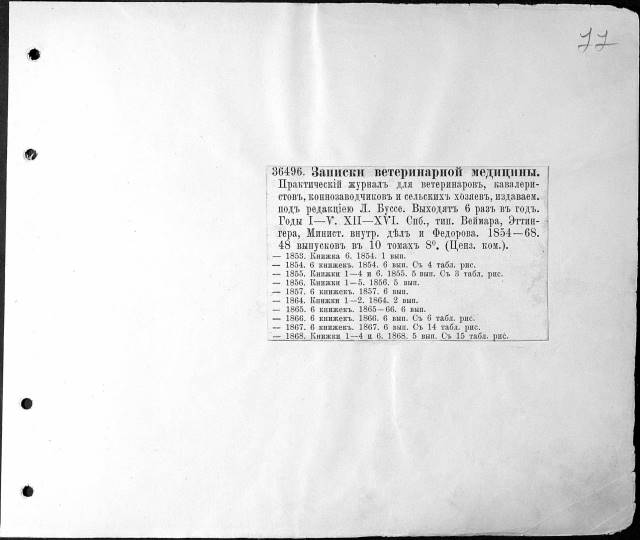 77
36496. Записки ветеринарной медицины.
Практическій журналъ для ветеринаровъ, кавалери-
стовъ, коннозаводчиковъ и сельскихъ хозяевъ, издаваем.
подъ редакціею Л. Буссе. Выходятъ 6 разъ въ годъ.
Годы I—V. XII—XVI. Спб., тип. Веймара, Эттин-
гера, Минист. внутр. дѣлъ и Федорова. 1854—68.
48 выпусковъ въ 10 томахъ 8°. (Ценз. ком.).
— 1853. Книжка 6. 1854. 1 вып.
— 1854. 6 книжекъ. 1854. 6 вып. Съ 4 табл. рис.
— 1855. Книжки 1—4 и 6. 1855. 5 вып. Съ 3 табл. рис.
— 1856. Книжки 1—5. 1856. 5 вып.
— 1857. 6 книжекъ. 1857. 6 вып.
— 1864. Книжки 1—2. 1864. 2 вып.
— 1865. 6 книжекъ. 1865—66. 6 вып.
— 1866. 6 книжекъ. 1866. 6 вып. Съ 6 табл. рис.
— 1867. 6 книжекъ. 1867. 6 вып. Съ 14 табл. рис.
— 1868. Книжки 1—4 и 6. 1868. 5 вып. Съ 15 табл. рис.